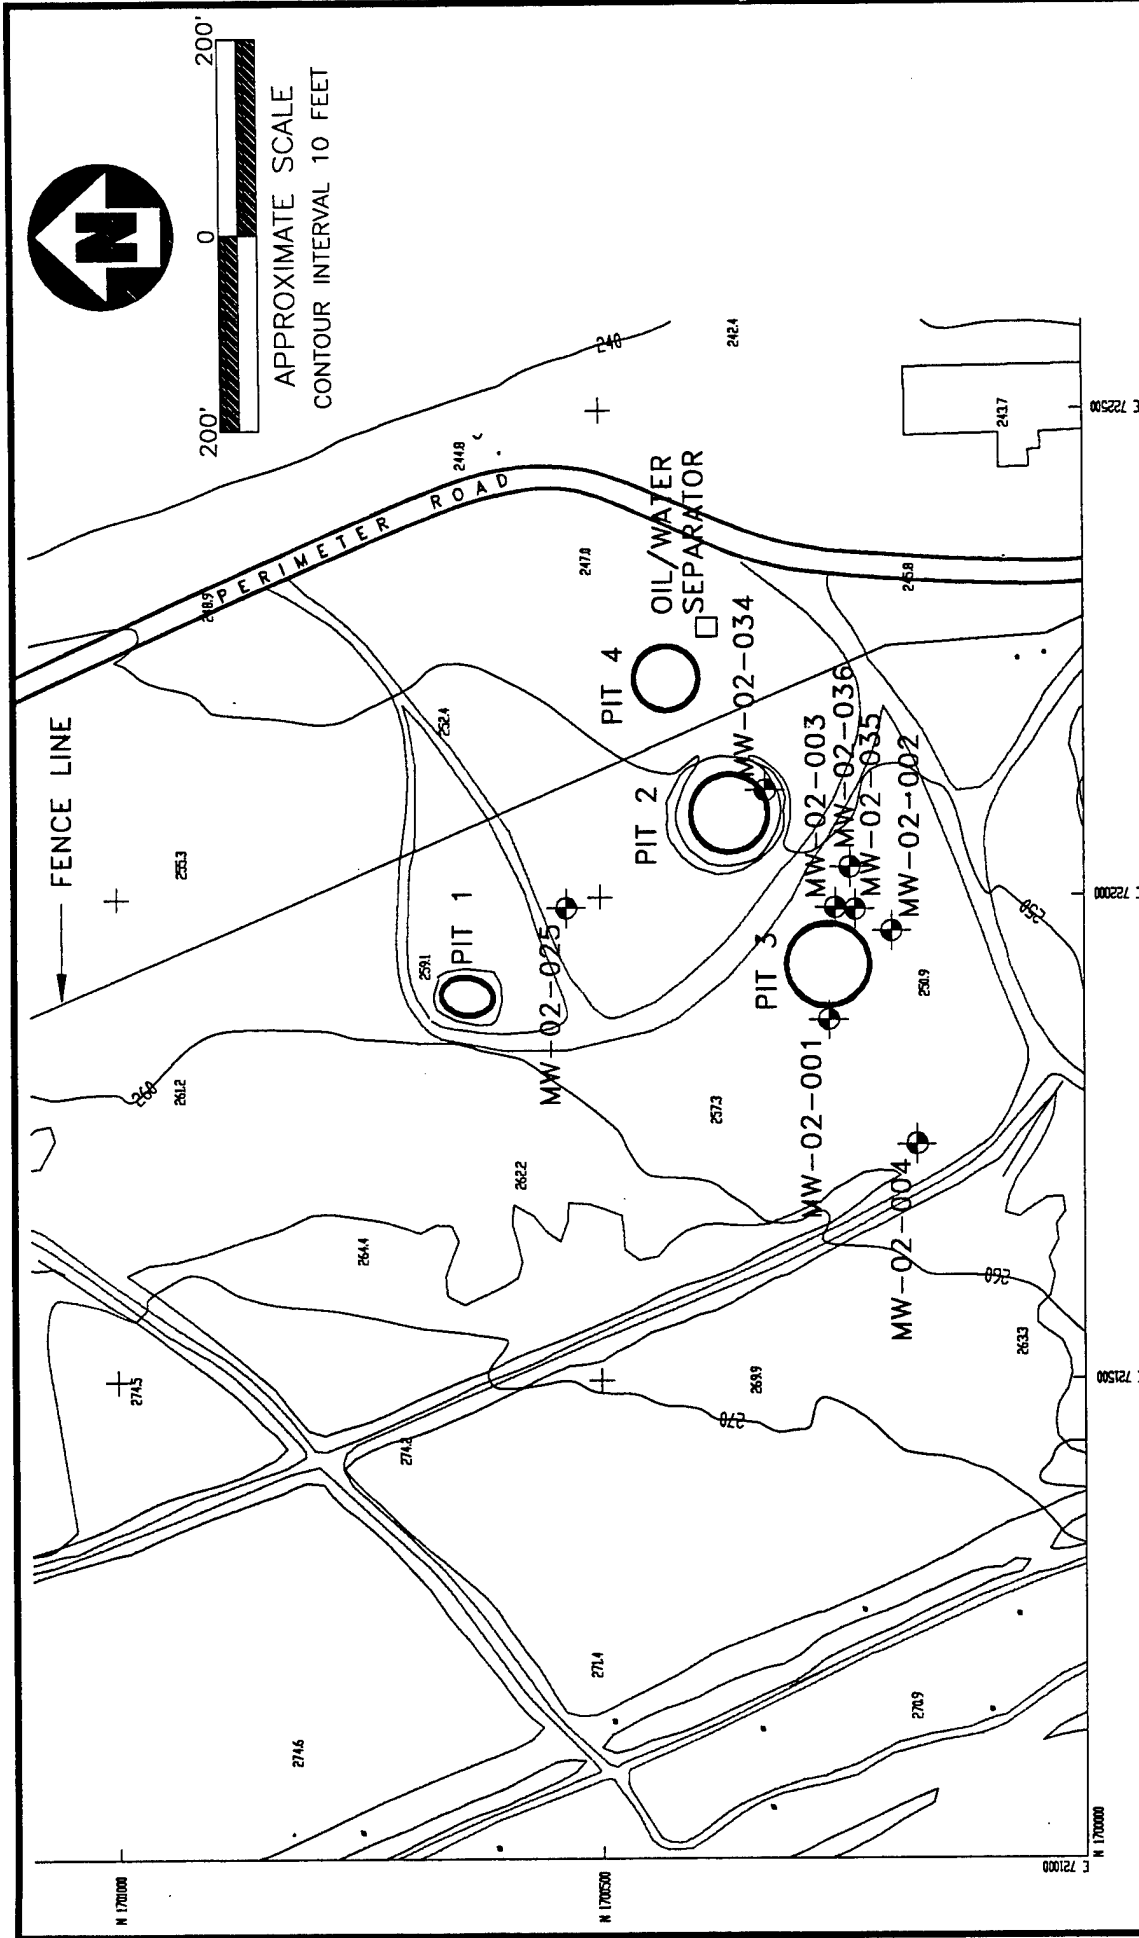 N
200'
0
200'
APPROXIMATE SCALE
CONTOUR INTERVAL 10 FEET
FENCE LINE
PERIMETER ROAD
248.9
244.8
240
242.4
247.0
OIL/WATER
SEPARATOR
243.7
245.8
E 722500
252.4
PIT 4
MW-02-034
255.3
PIT 2
MW-02-003
MW-02-036
MW-02-035
MW-02-002
E 722000
259.1
PIT 1
MW-02-025
PIT 3
250
250.9
260
261.2
257.3
MW-02-001
262.2
MW-02-004
264.4
260
263.3
274.5
269.9
E 721500
274.2
270
271.4
270.9
274.6
N 1701000
N 1700500
N 1700000
E 721000